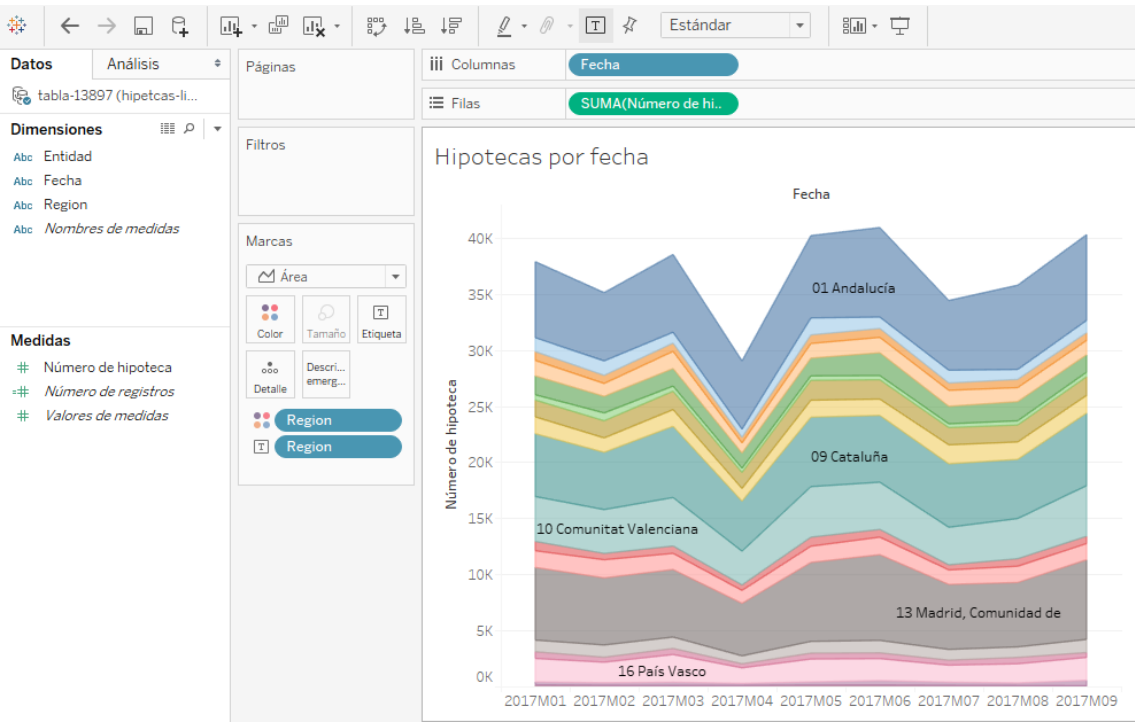 Estándar
Datos
Análisis
tabla-13897 (hipetcas-li...
Dimensiones
Abc Entidad
Abc Fecha
Abc Region
Abc Nombres de medidas
Medidas
# Número de hipoteca
=# Número de registros
# Valores de medidas
Páginas
Filtros
Marcas
Área
Color
Tamaño
T
Etiqueta
Detalle
Descri...
emerg...
Region
T Region
Columnas
Fecha
Filas
SUMA(Número de hi..
Hipotecas por fecha
Fecha
Número de hipoteca
40K
35K
30K
25K
20K
15K
10K
5K
0K
01 Andalucía
09 Cataluña
10 Comunitat Valenciana
13 Madrid, Comunidad de
16 País Vasco
2017M01 2017M02 2017M03 2017M04 2017M05 2017M06 2017M07 2017M08 2017M09